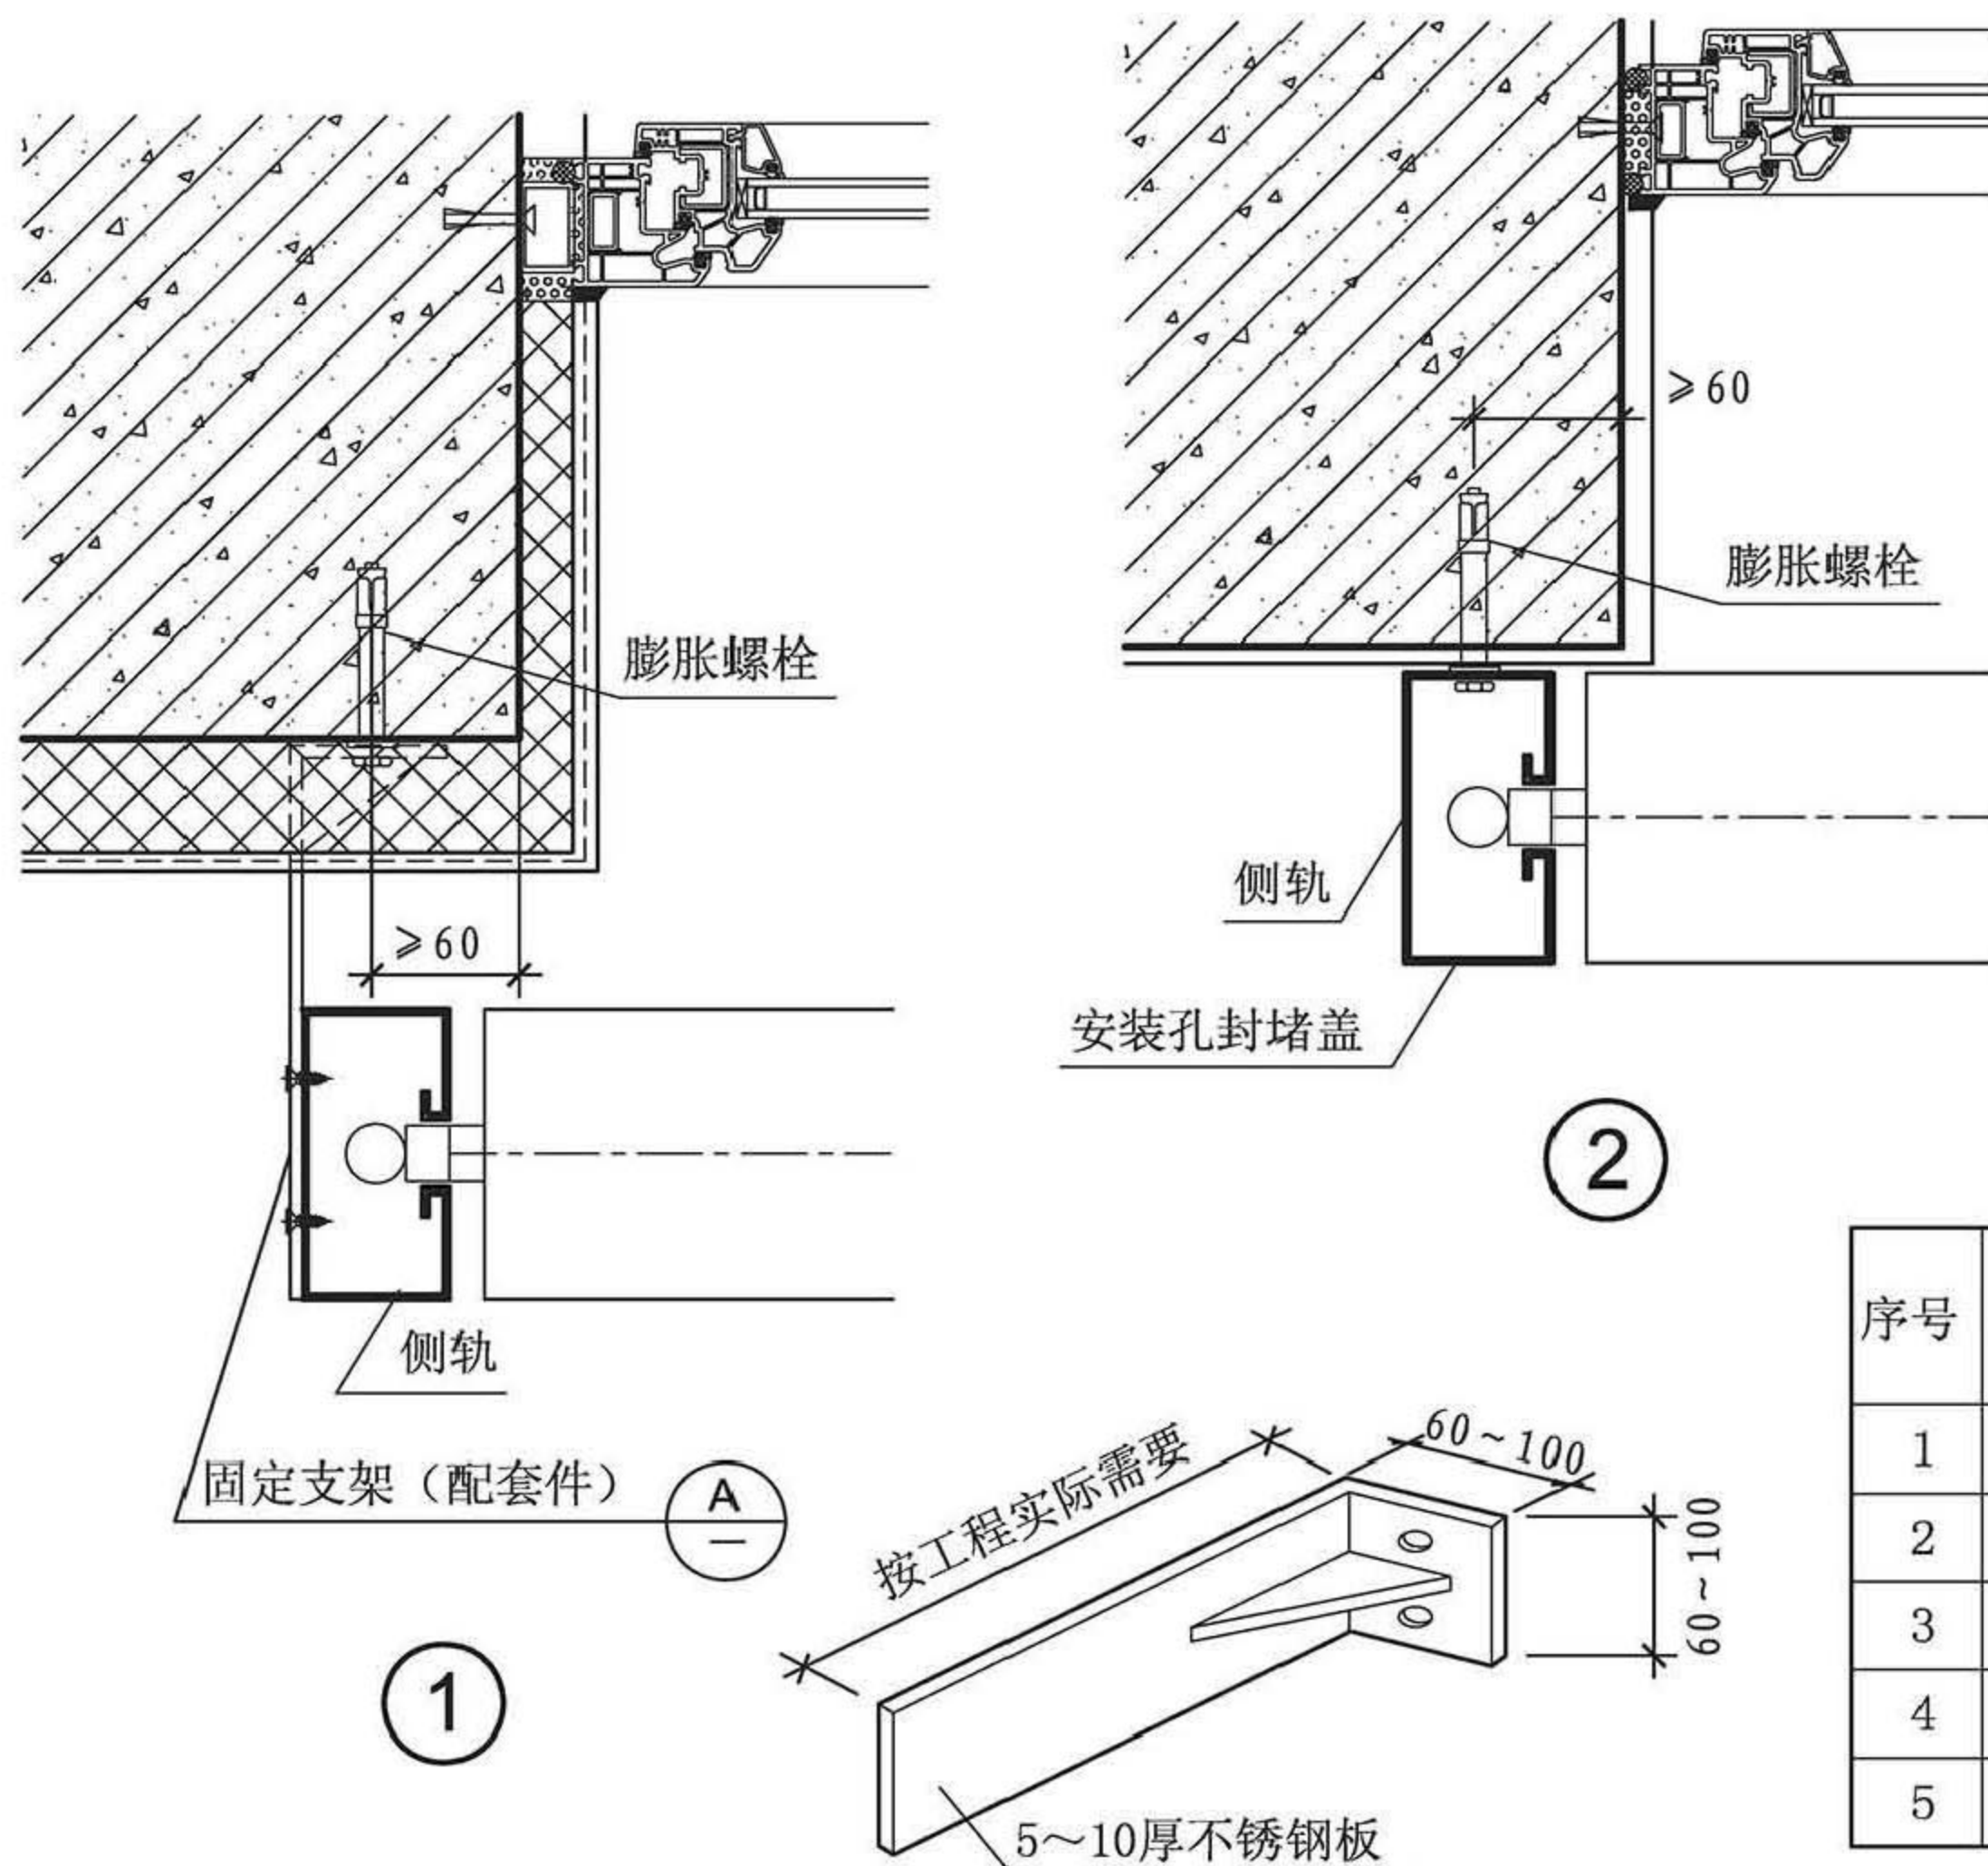 ≥60
膨胀螺栓
膨胀螺栓
侧轨
≥60
安装孔封堵盖
2
侧轨
固定支架（配套件）
A
—
1
按工程实际需要
60～100
60～100
5～10厚不锈钢板
序号
1
2
3
4
5